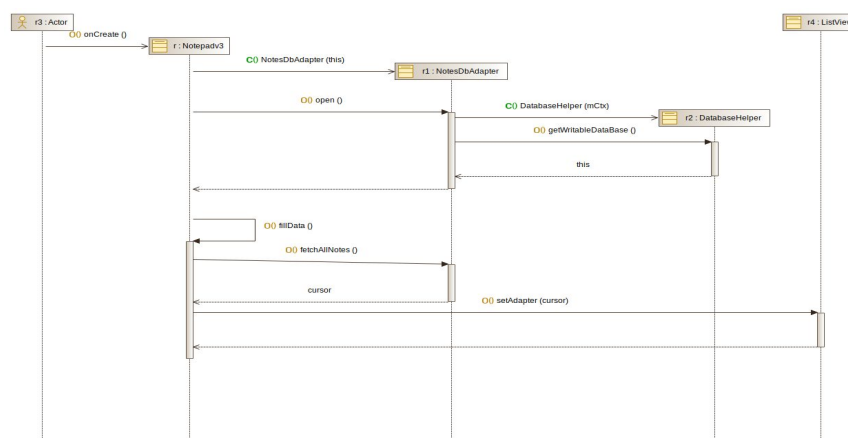 r3 : Actor
r4 : ListView
O() onCreate ()
r : Notepadv3
C() NotesDbAdapter (this)
r1 : NotesDbAdapter
O() open ()
C() DatabaseHelper (mCtx)
r2 : DatabaseHelper
O() getWritableDataBase ()
this
O() fillData ()
O() fetchAllNotes ()
cursor
O() setAdapter (cursor)